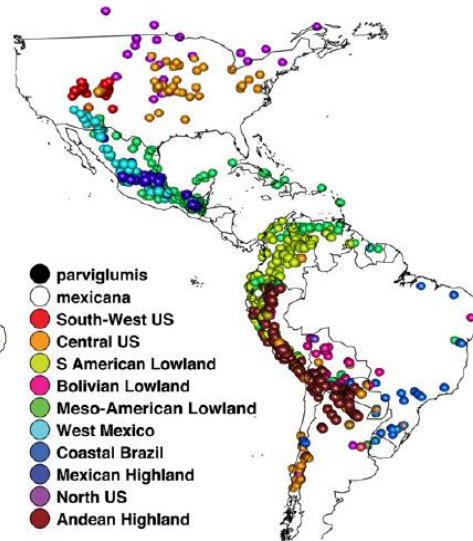 parviglumis
mexicana
South-West US
Central US
S American Lowland
Bolivian Lowland
Meso-American Lowland
West Mexico
Coastal Brazil
Mexican Highland
North US
Andean Highland